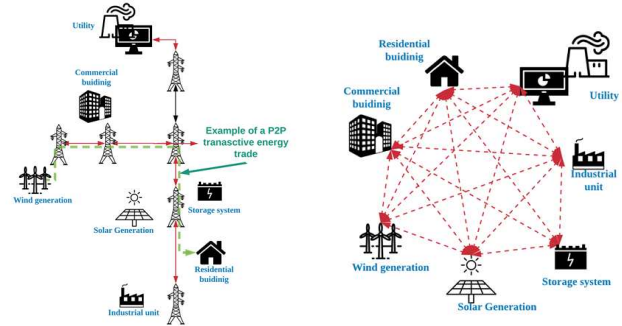 Utility
Commercial
buidinig
Example of a P2P
tranasctive energy
trade
Wind generation
Storage system
Solar Generation
Residential
buidinig
Industrial unit
Residential
buidinig
Commercial
buidinig
Utility
Industrial
unit
Wind generation
Storage system
Solar Generation